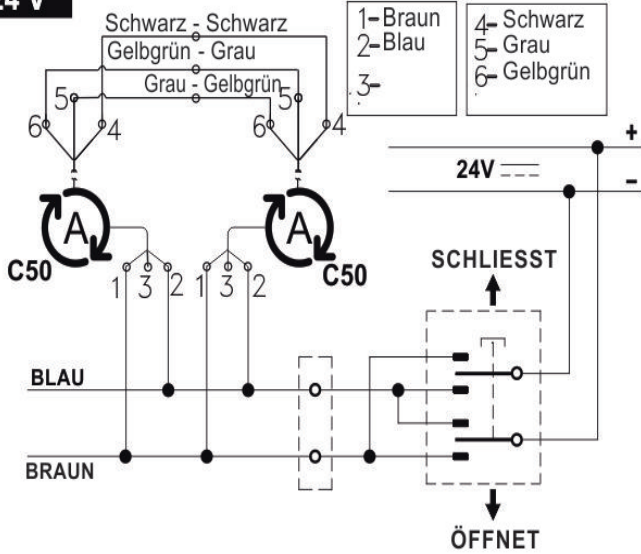 24 V
Schwarz - Schwarz
Gelbgrün - Grau
Grau - Gelbgrün
1-Braun
2-Blau
3-
4-Schwarz
5-Grau
6-Gelbgrün
6 5 4
6 5 4
+
24V
-
A
A
C50
C50
1 3 2
1 3 2
SCHLIESST
BLAU
BRAUN
ÖFFNET